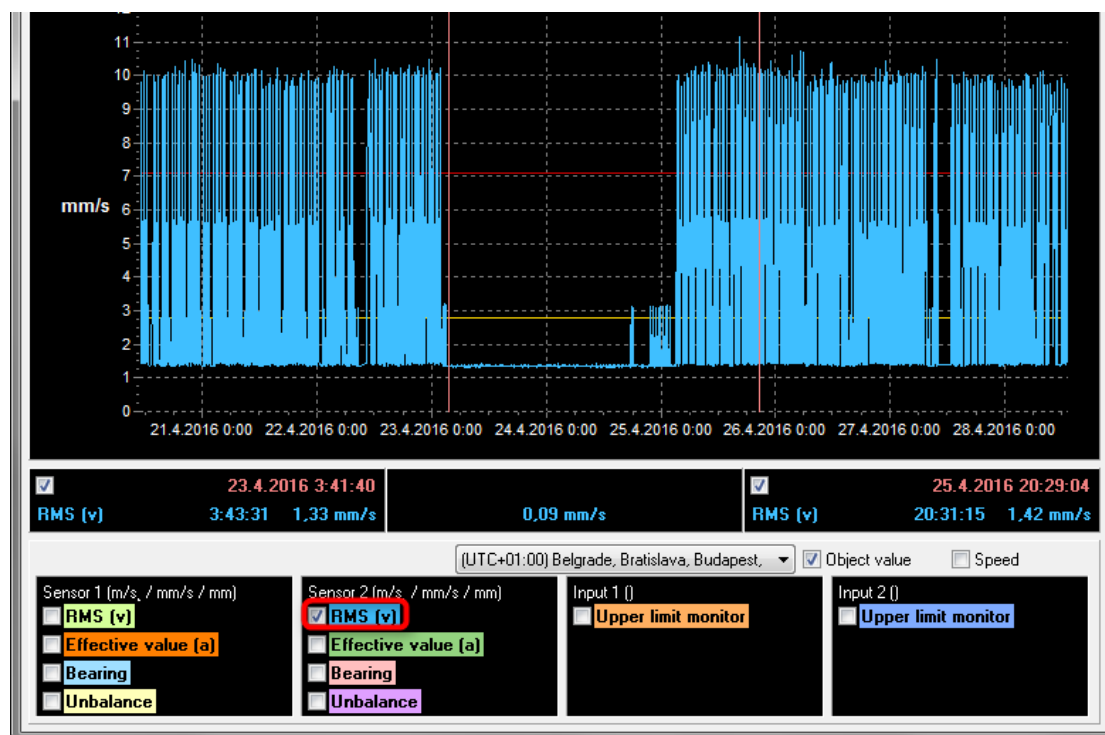 11
10
9
8
7
mm/s 6
5
4
3
2
1
0
21.4.2016 0:00 22.4.2016 0:00 23.4.2016 0:00 24.4.2016 0:00 25.4.2016 0:00 26.4.2016 0:00 27.4.2016 0:00 28.4.2016 0:00
23.4.2016 3:41:40 25.4.2016 20:29:04
RMS (v) 3:43:31 1,33 mm/s 0,09 mm/s RMS (v) 20:31:15 1,42 mm/s
(UTC+01:00) Belgrade, Bratislava, Budapest, Object value Speed
Sensor 1 (m/s, / mm/s / mm) Sensor 2 (m/s / mm/s / mm) Input 1 () Input 2 ()
RMS (v) RMS (v) Upper limit monitor Upper limit monitor
Effective value (a) Effective value (a)
Bearing Bearing
Unbalance Unbalance